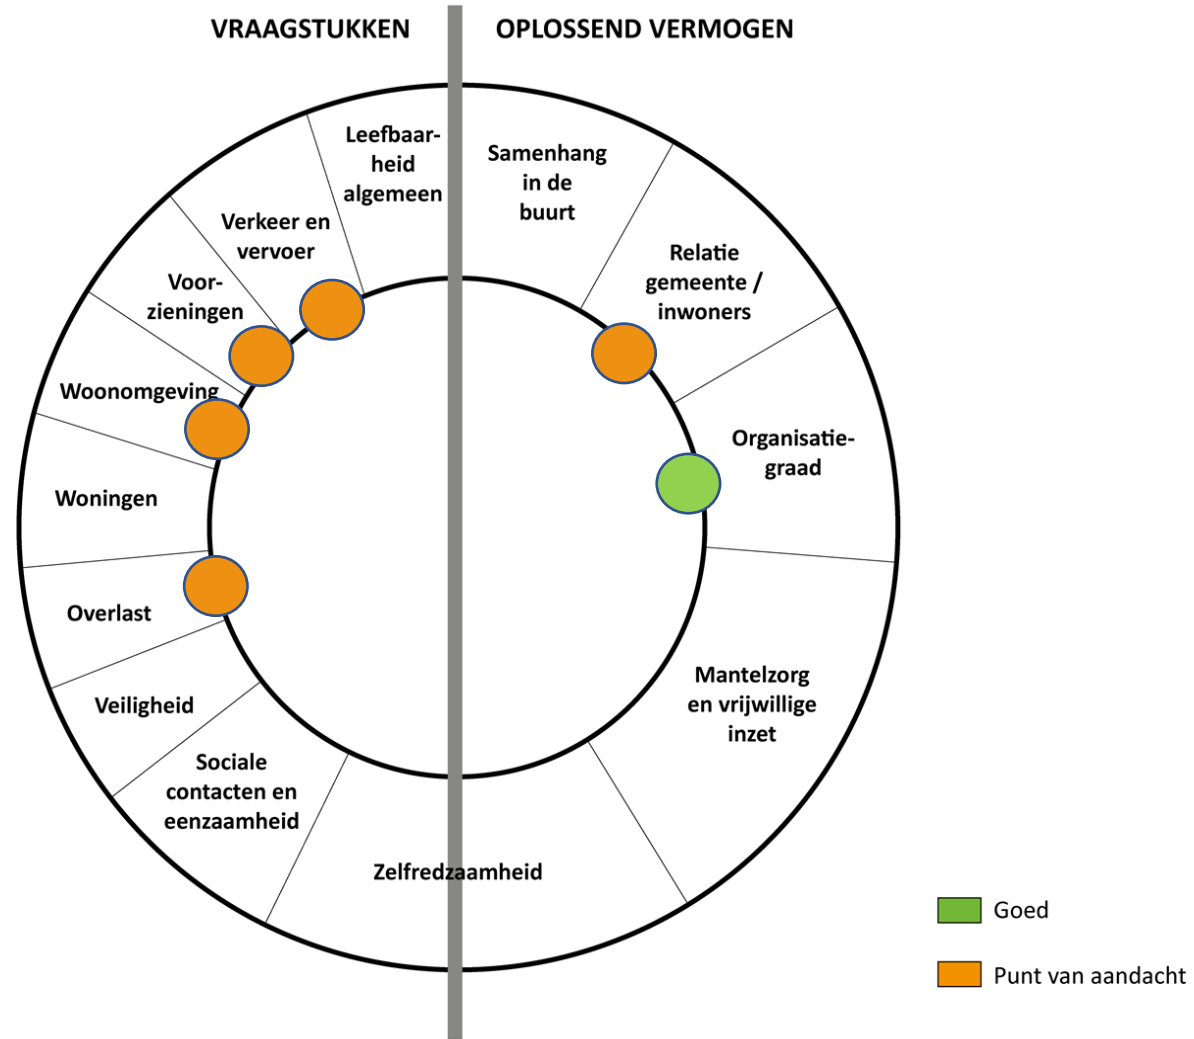 VRAAGSTUKKEN
OPLOSSEND VERMOGEN
Leefbaar-
heid
algemeen
Verkeer en
vervoer
Voor-
zieningen
Woonomgeving
Woningen
Overlast
Veiligheid
Sociale
contacten en
eenzaamheid
Zelfredzaamheid
Samenhang
in de
buurt
Relatie
gemeente /
inwoners
Organisatie-
graad
Mantelzorg
en vrijwillige
inzet
Goed
Punt van aandacht